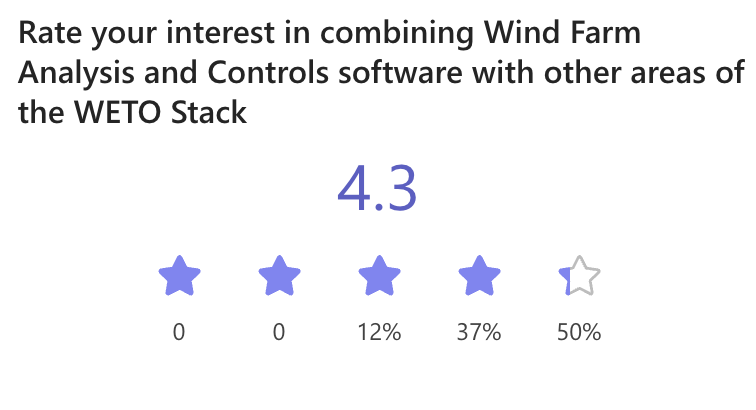 Rate your interest in combining Wind Farm
Analysis and Controls software with other areas of
the WETO Stack
4.3
0 0 12% 37% 50%